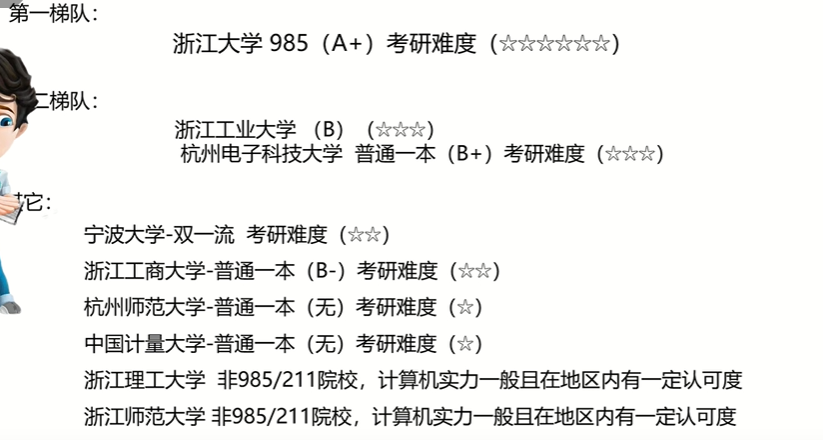 第一梯队：
浙江大学 985（A+）考研难度（☆☆☆☆☆☆）
二梯队：
浙江工业大学 （B）（☆☆☆）
杭州电子科技大学 普通一本（B+）考研难度（☆☆☆）
它：
宁波大学-双一流 考研难度（☆☆）
浙江工商大学-普通一本（B-）考研难度（☆☆）
杭州师范大学-普通一本（无）考研难度（☆）
中国计量大学-普通一本（无）考研难度（☆）
浙江理工大学 非985/211院校，计算机实力一般且在地区内有一定认可度
浙江师范大学 非985/211院校，计算机实力一般且在地区内有一定认可度